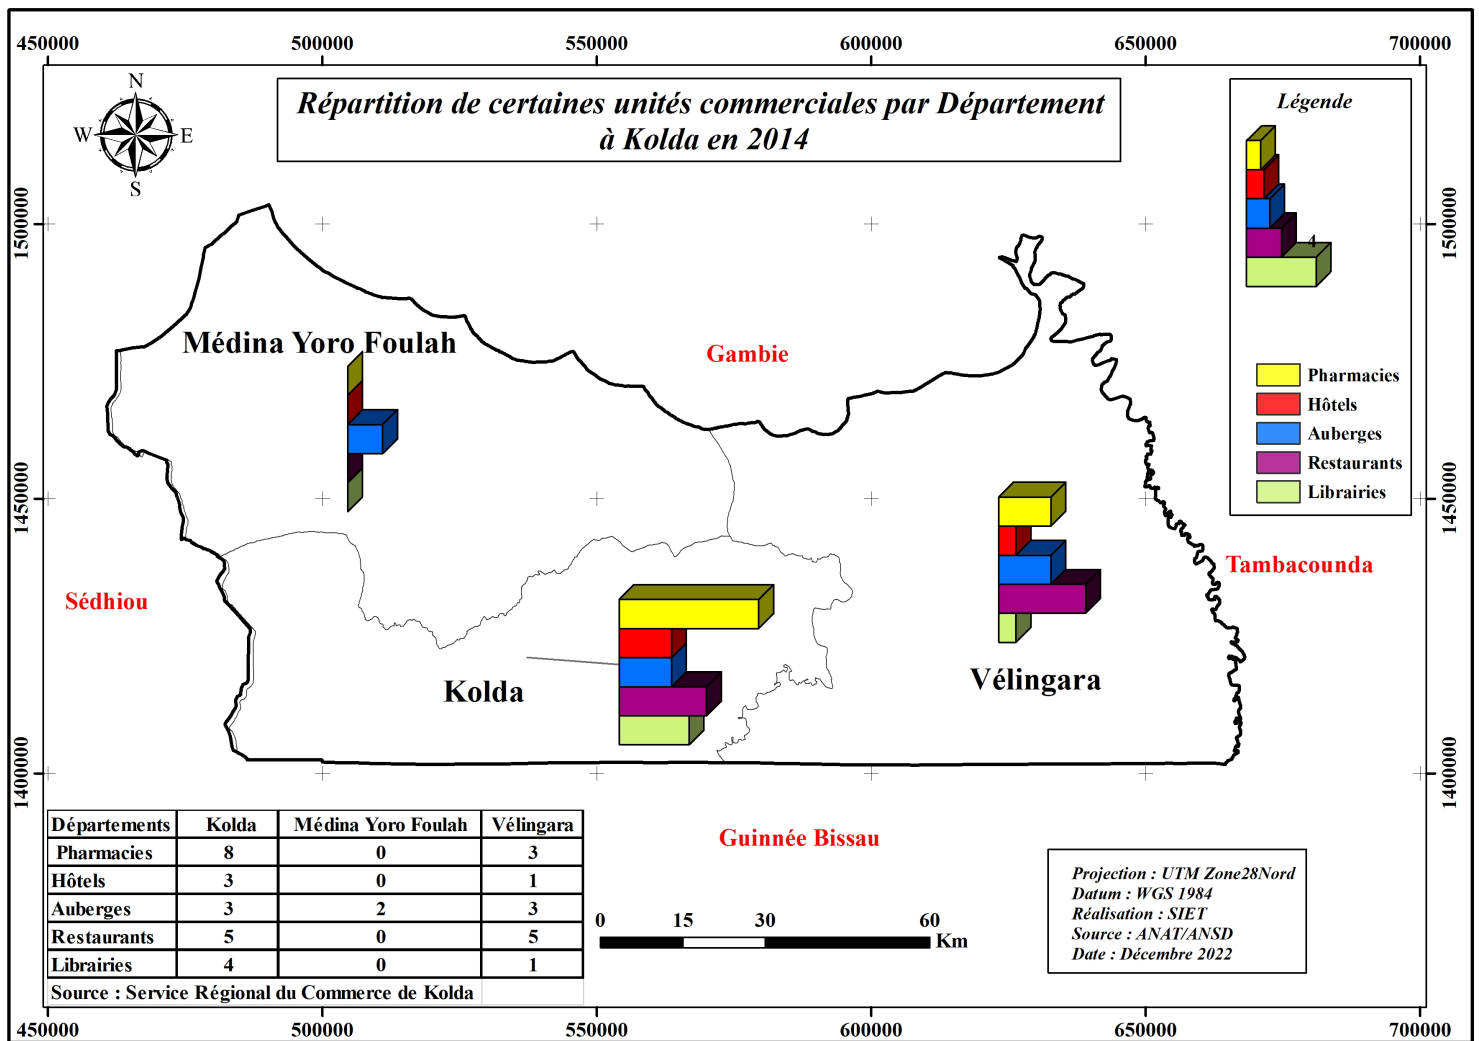 450000 500000 550000 600000 650000 700000
N
W E
S
Répartition de certaines unités commerciales par Département
à Kolda en 2014
Légende
4
Pharmacies
Hôtels
Auberges
Restaurants
Librairies
1500000 1500000
1450000 1450000
1400000 1400000
Médina Yoro Foulah
Gambie
Tambacounda
Sédhiou
Kolda
Vélingara
Guinnée Bissau
Départements Kolda Médina Yoro Foulah Vélingara
Pharmacies 8 0 3
Hôtels 3 0 1
Auberges 3 2 3
Restaurants 5 0 5
Librairies 4 0 1
Source : Service Régional du Commerce de Kolda
0 15 30 60
Km
Projection : UTM Zone28Nord
Datum : WGS 1984
Réalisation : SIET
Source : ANAT/ANSD
Date : Décembre 2022
450000 500000 550000 600000 650000 700000